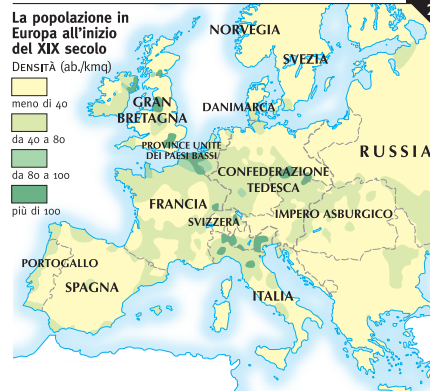 La popolazione in
Europa all'inizio
del XIX secolo
DENSITÀ (ab./kmq)
meno di 40
da 40 a 80
da 80 a 100
più di 100
NORVEGIA
SVEZIA
GRAN
BRETAGNA
DANIMARCA
PROVINCE UNITE
DEI PAESI BASSI
RUSSIA
CONFEDERAZIONE
TEDESCA
FRANCIA
SVIZZERA
IMPERO ASBURGICO
PORTOGALLO
SPAGNA
ITALIA